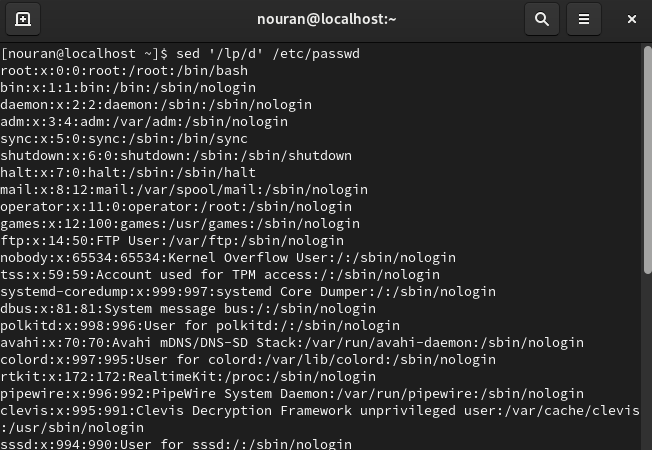 nouran@localhost:~
[nouran@localhost ~]$ sed '/lp/d' /etc/passwd
root:x:0:0:root:/root:/bin/bash
bin:x:1:1:bin:/bin:/sbin/nologin
daemon:x:2:2:daemon:/sbin:/sbin/nologin
adm:x:3:4:adm:/var/adm:/sbin/nologin
sync:x:5:0:sync:/sbin:/bin/sync
shutdown:x:6:0:shutdown:/sbin:/sbin/shutdown
halt:x:7:0:halt:/sbin:/sbin/halt
mail:x:8:12:mail:/var/spool/mail:/sbin/nologin
operator:x:11:0:operator:/root:/sbin/nologin
games:x:12:100:games:/usr/games:/sbin/nologin
ftp:x:14:50:FTP User:/var/ftp:/sbin/nologin
nobody:x:65534:65534:Kernel Overflow User:/:/sbin/nologin
tss:x:59:59:Account used for TPM access:/:/sbin/nologin
systemd-coredump:x:999:997:systemd Core Dumper:/:/sbin/nologin
dbus:x:81:81:System message bus:/:/sbin/nologin
polkitd:x:998:996:User for polkitd:/:/sbin/nologin
avahi:x:70:70:Avahi mDNS/DNS-SD Stack:/var/run/avahi-daemon:/sbin/nologin
colord:x:997:995:User for colord:/var/lib/colord:/sbin/nologin
rtkit:x:172:172:RealtimeKit:/proc:/sbin/nologin
pipewire:x:996:992:PipeWire System Daemon:/var/run/pipewire:/sbin/nologin
clevis:x:995:991:Clevis Decryption Framework unprivileged user:/var/cache/clevis
:/usr/sbin/nologin
sssd:x:994:990:User for sssd:/:/sbin/nologin